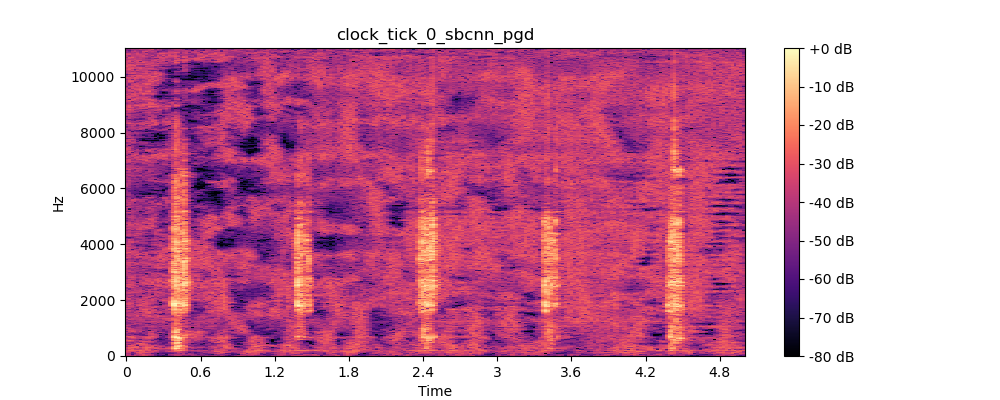 clock_tick_0_sbcnn_pgd
10000
8000
6000
4000
2000
0
Hz
0 0.6 1.2 1.8 2.4 3 3.6 4.2 4.8
Time
+0 dB
-10 dB
-20 dB
-30 dB
-40 dB
-50 dB
-60 dB
-70 dB
-80 dB